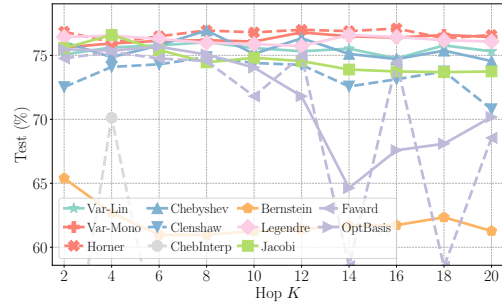 75
70
65
60
Test (%)
Var-Lin Chebyshev Bernstein Favard
Var-Mono Clenshaw Legendre OptBasis
Horner ChebInterp Jacobi
2 4 6 8 10 12 14 16 18 20
Hop K